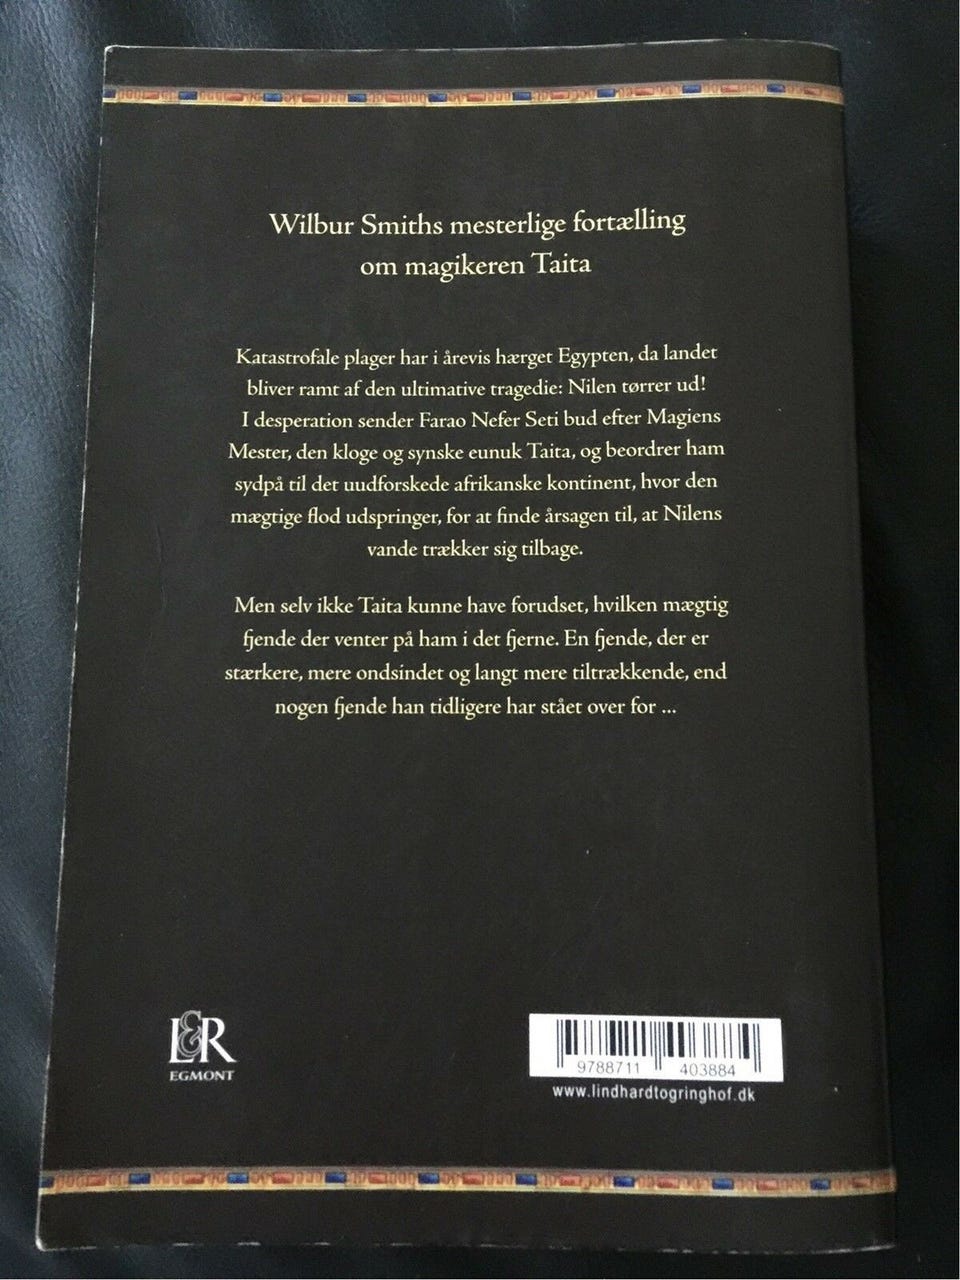 Wilbur Smiths mesterlige fortælling
om magikeren Taita
Katastrofale plager har i årevis hærget Egypten, da landet
bliver ramt af den ultimative tragedie: Nilen tørrer ud!
I desperation sender Farao Nefer Seti bud efter Magiens
Mester, den kloge og synske eunuk Taita, og beordrer ham
sydpå til det uudforskede afrikanske kontinent, hvor den
mægtige flod udspringer, for at finde årsagen til, at Nilens
vande trækker sig tilbage.
Men selv ikke Taita kunne have forudset, hvilken mægtig
fjende der venter på ham i det fjerne. En fjende, der er
stærkere, mere ondsindet og langt mere tiltrækkende, end
nogen fjende han tidligere har stået over for ...
L&R
EGMONT
9788711 403884
www.lindhardtogringhof.dk